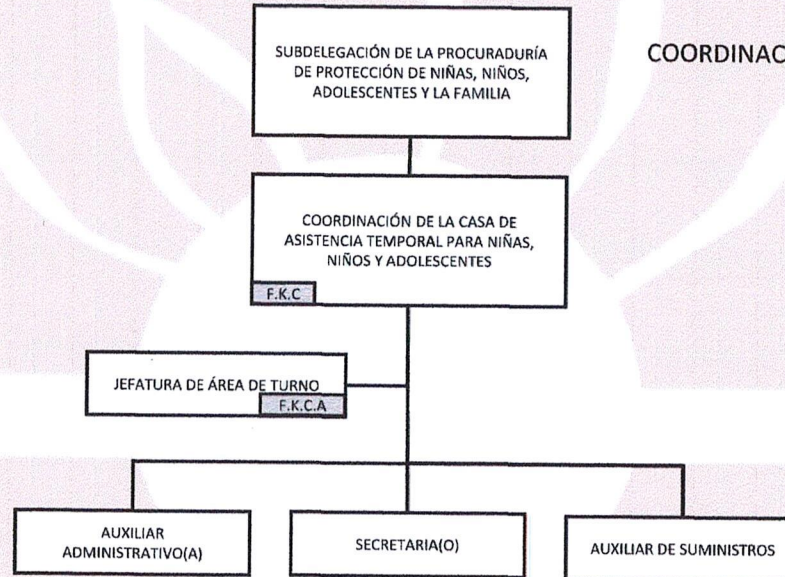 SUBDELEGACIÓN DE LA PROCURADURÍA
DE PROTECCIÓN DE NIÑAS, NIÑOS,
ADOLESCENTES Y LA FAMILIA
COORDINAC
COORDINACIÓN DE LA CASA DE
ASISTENCIA TEMPORAL PARA NIÑAS,
NIÑOS Y ADOLESCENTES
F.K.C
JEFATURA DE ÁREA DE TURNO
F.K.C.A
AUXILIAR
ADMINISTRATIVO(A)
SECRETARIA(O)
AUXILIAR DE SUMINISTROS